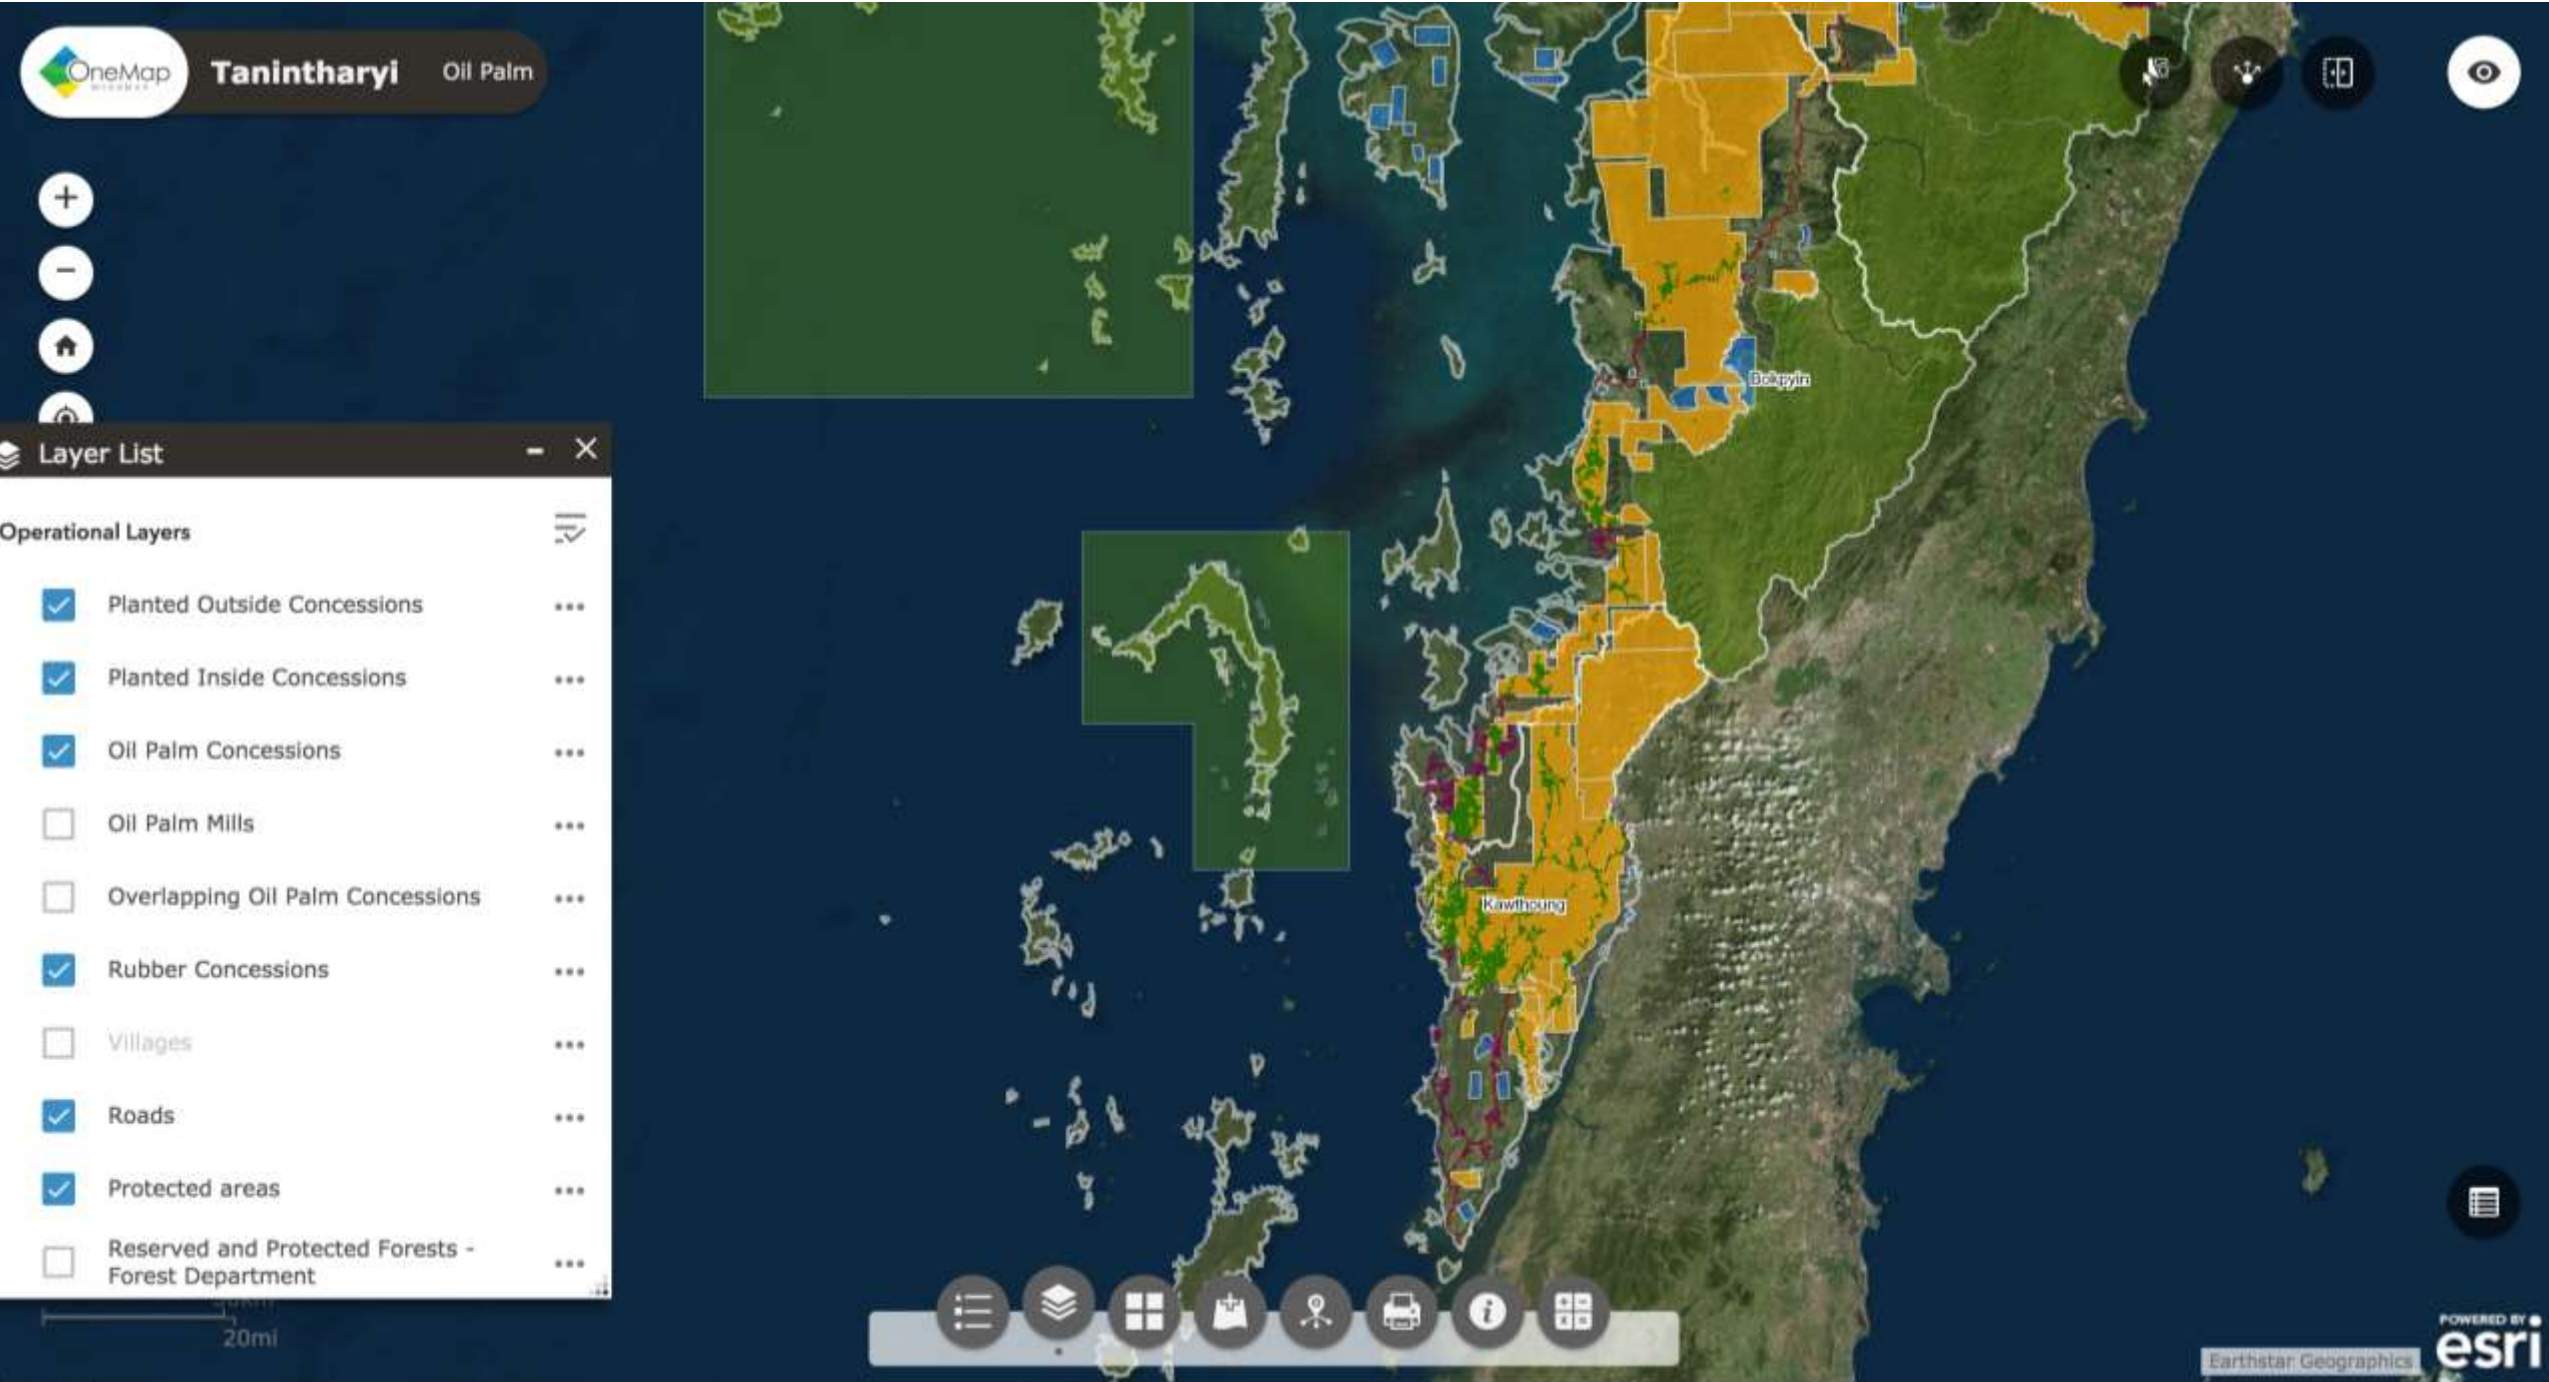 OneMap
MYANMAR
Tanintharyi
Oil Palm
Layer List
Operational Layers
Planted Outside Concessions
Planted Inside Concessions
Oil Palm Concessions
Oil Palm Mills
Overlapping Oil Palm Concessions
Rubber Concessions
Villages
Roads
Protected areas
Reserved and Protected Forests -
Forest Department
20mi
Bokpyin
Kawthoung
POWERED BY
esri
Earthstar Geographics